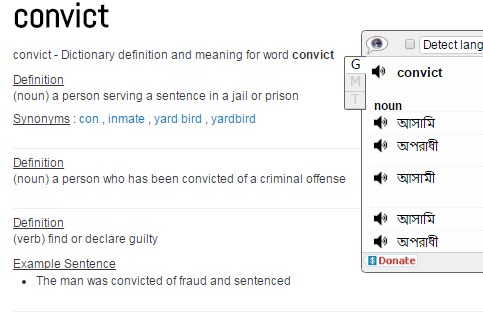 convict
convict - Dictionary definition and meaning for word convict
Definition
(noun) a person serving a sentence in a jail or prison
Synonyms : con , inmate , yard bird , yardbird
Definition
(noun) a person who has been convicted of a criminal offense
Definition
(verb) find or declare guilty
Example Sentence
• The man was convicted of fraud and sentenced
Detect lang
G
M
T
convict
noun
আসামি
অপরাধী
আসামী
আসামি
অপরাধী
$ Donate